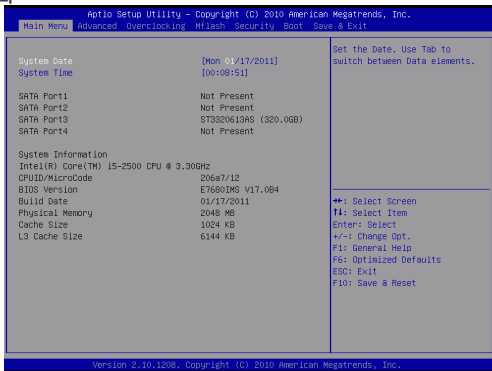 Aptio Setup Utility – Copyright (C) 2010 American Megatrends, Inc.
Main Menu Advanced Overclocking Mflash Security Boot Save & Exit
System Date [Mon 01/17/2011]
System Time [00:08:51]
SATA Port1 Not Present
SATA Port2 Not Present
SATA Port3 ST3320613AS (320.0GB)
SATA Port4 Not Present
System Information
Intel(R) Core(TM) i5-2500 CPU @ 3.30GHz
CPUID/MicroCode 206a7/12
BIOS Version E7680IMS V17.0B4
Build Date 01/17/2011
Physical Memory 2048 MB
Cache Size 1024 KB
L3 Cache Size 6144 KB
Set the Date. Use Tab to
switch between Data elements.
→←: Select Screen
↑↓: Select Item
Enter: Select
+/-: Change Opt.
F1: General Help
F6: Optimized Defaults
ESC: Exit
F10: Save & Reset
Version 2.10.1208. Copyright (C) 2010 American Megatrends, Inc.